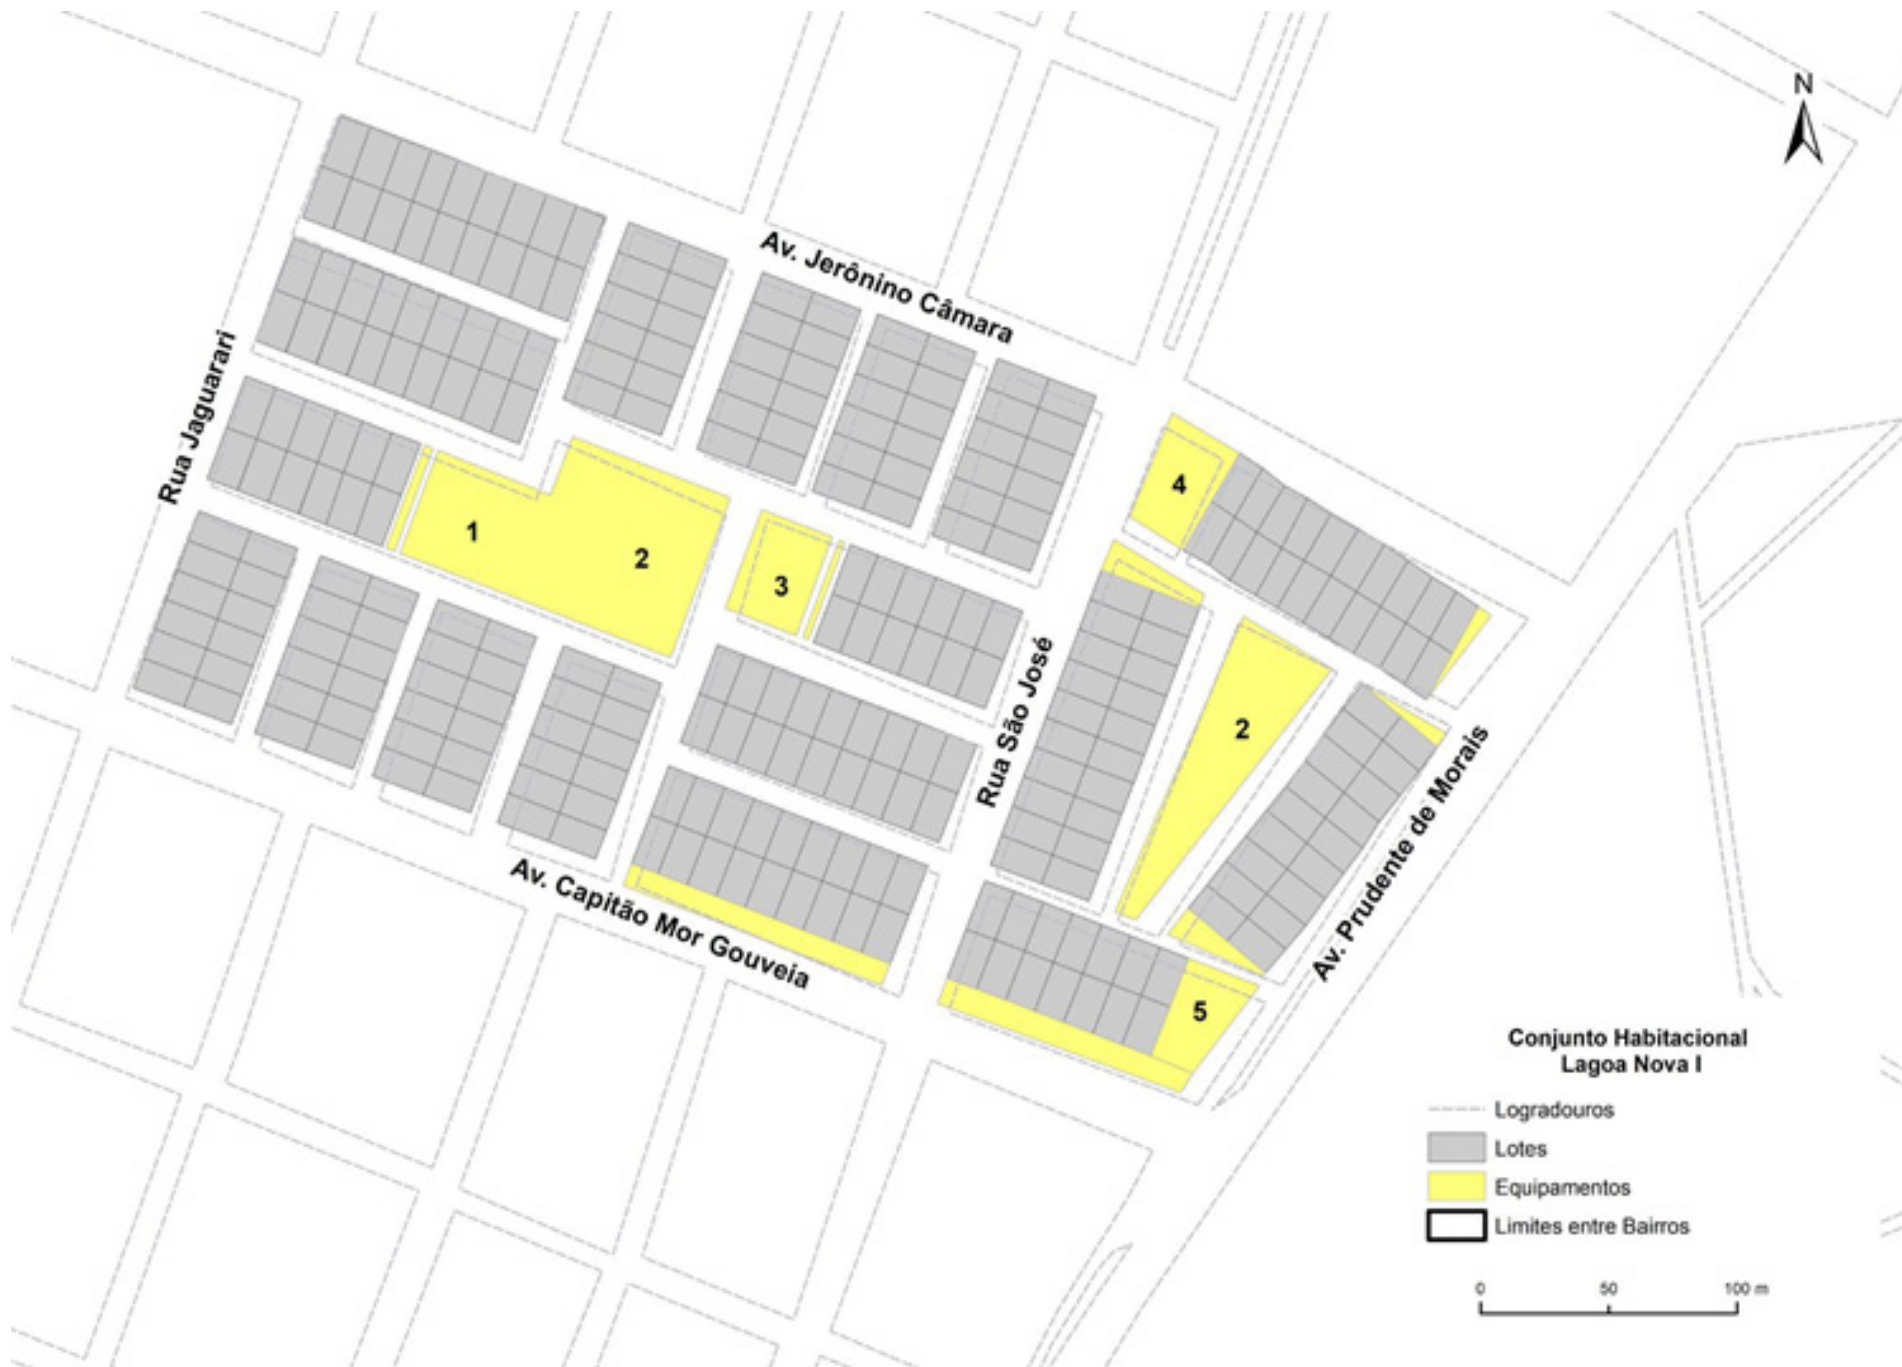 N
Av. Jerônino Câmara
Rua Jaguarari
4
1
2
3
Rua São José
2
Av. Prudente de Morais
Av. Capitão Mor Gouveia
5
Conjunto Habitacional
Lagoa Nova I
Logradouros
Lotes
Equipamentos
Limites entre Bairros
0 50 100 m